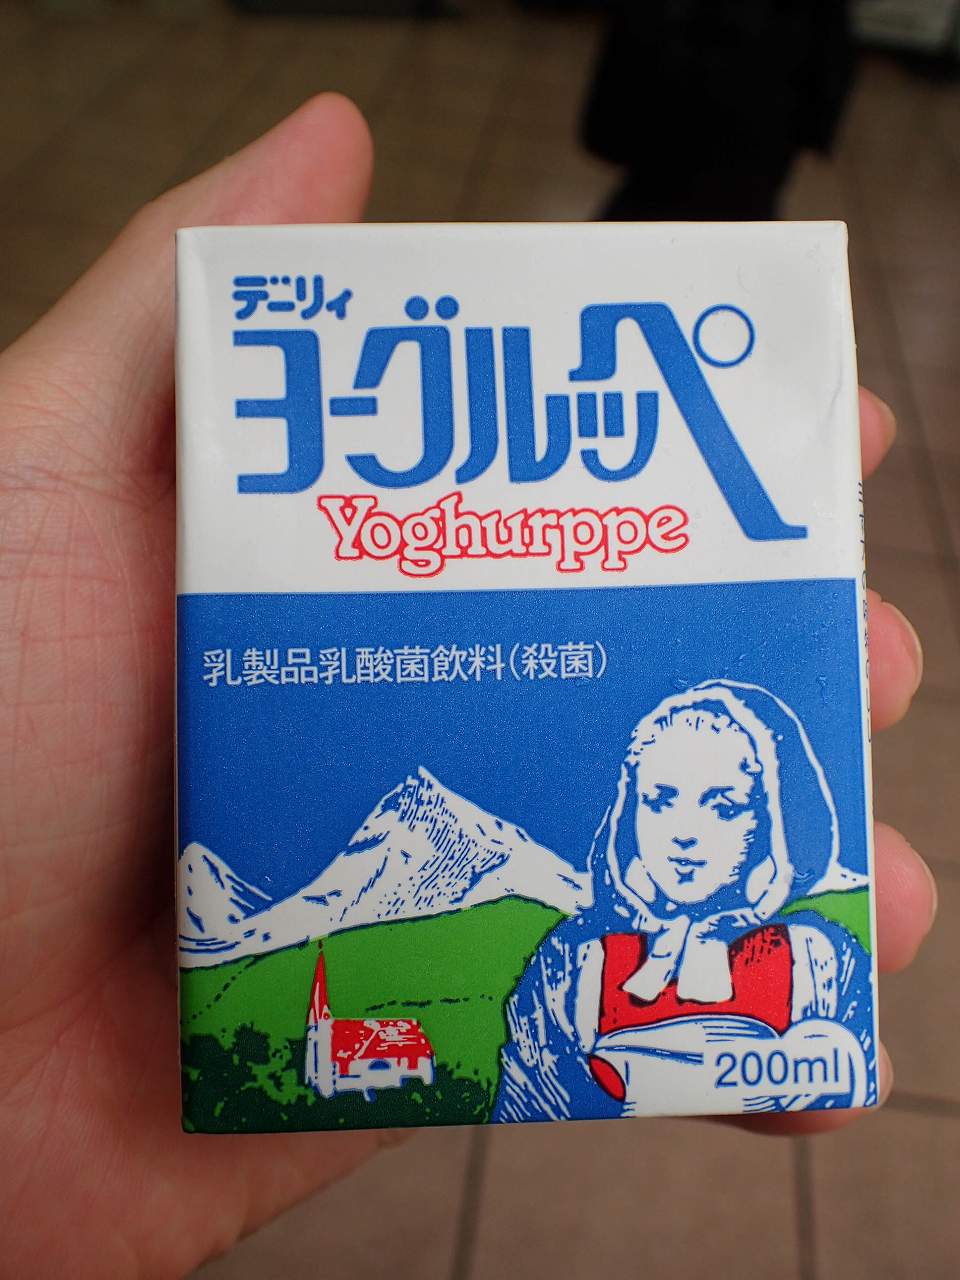 デーリィ
ヨーグルッペ
Yoghurppe
乳製品乳酸菌飲料(殺菌)
200ml